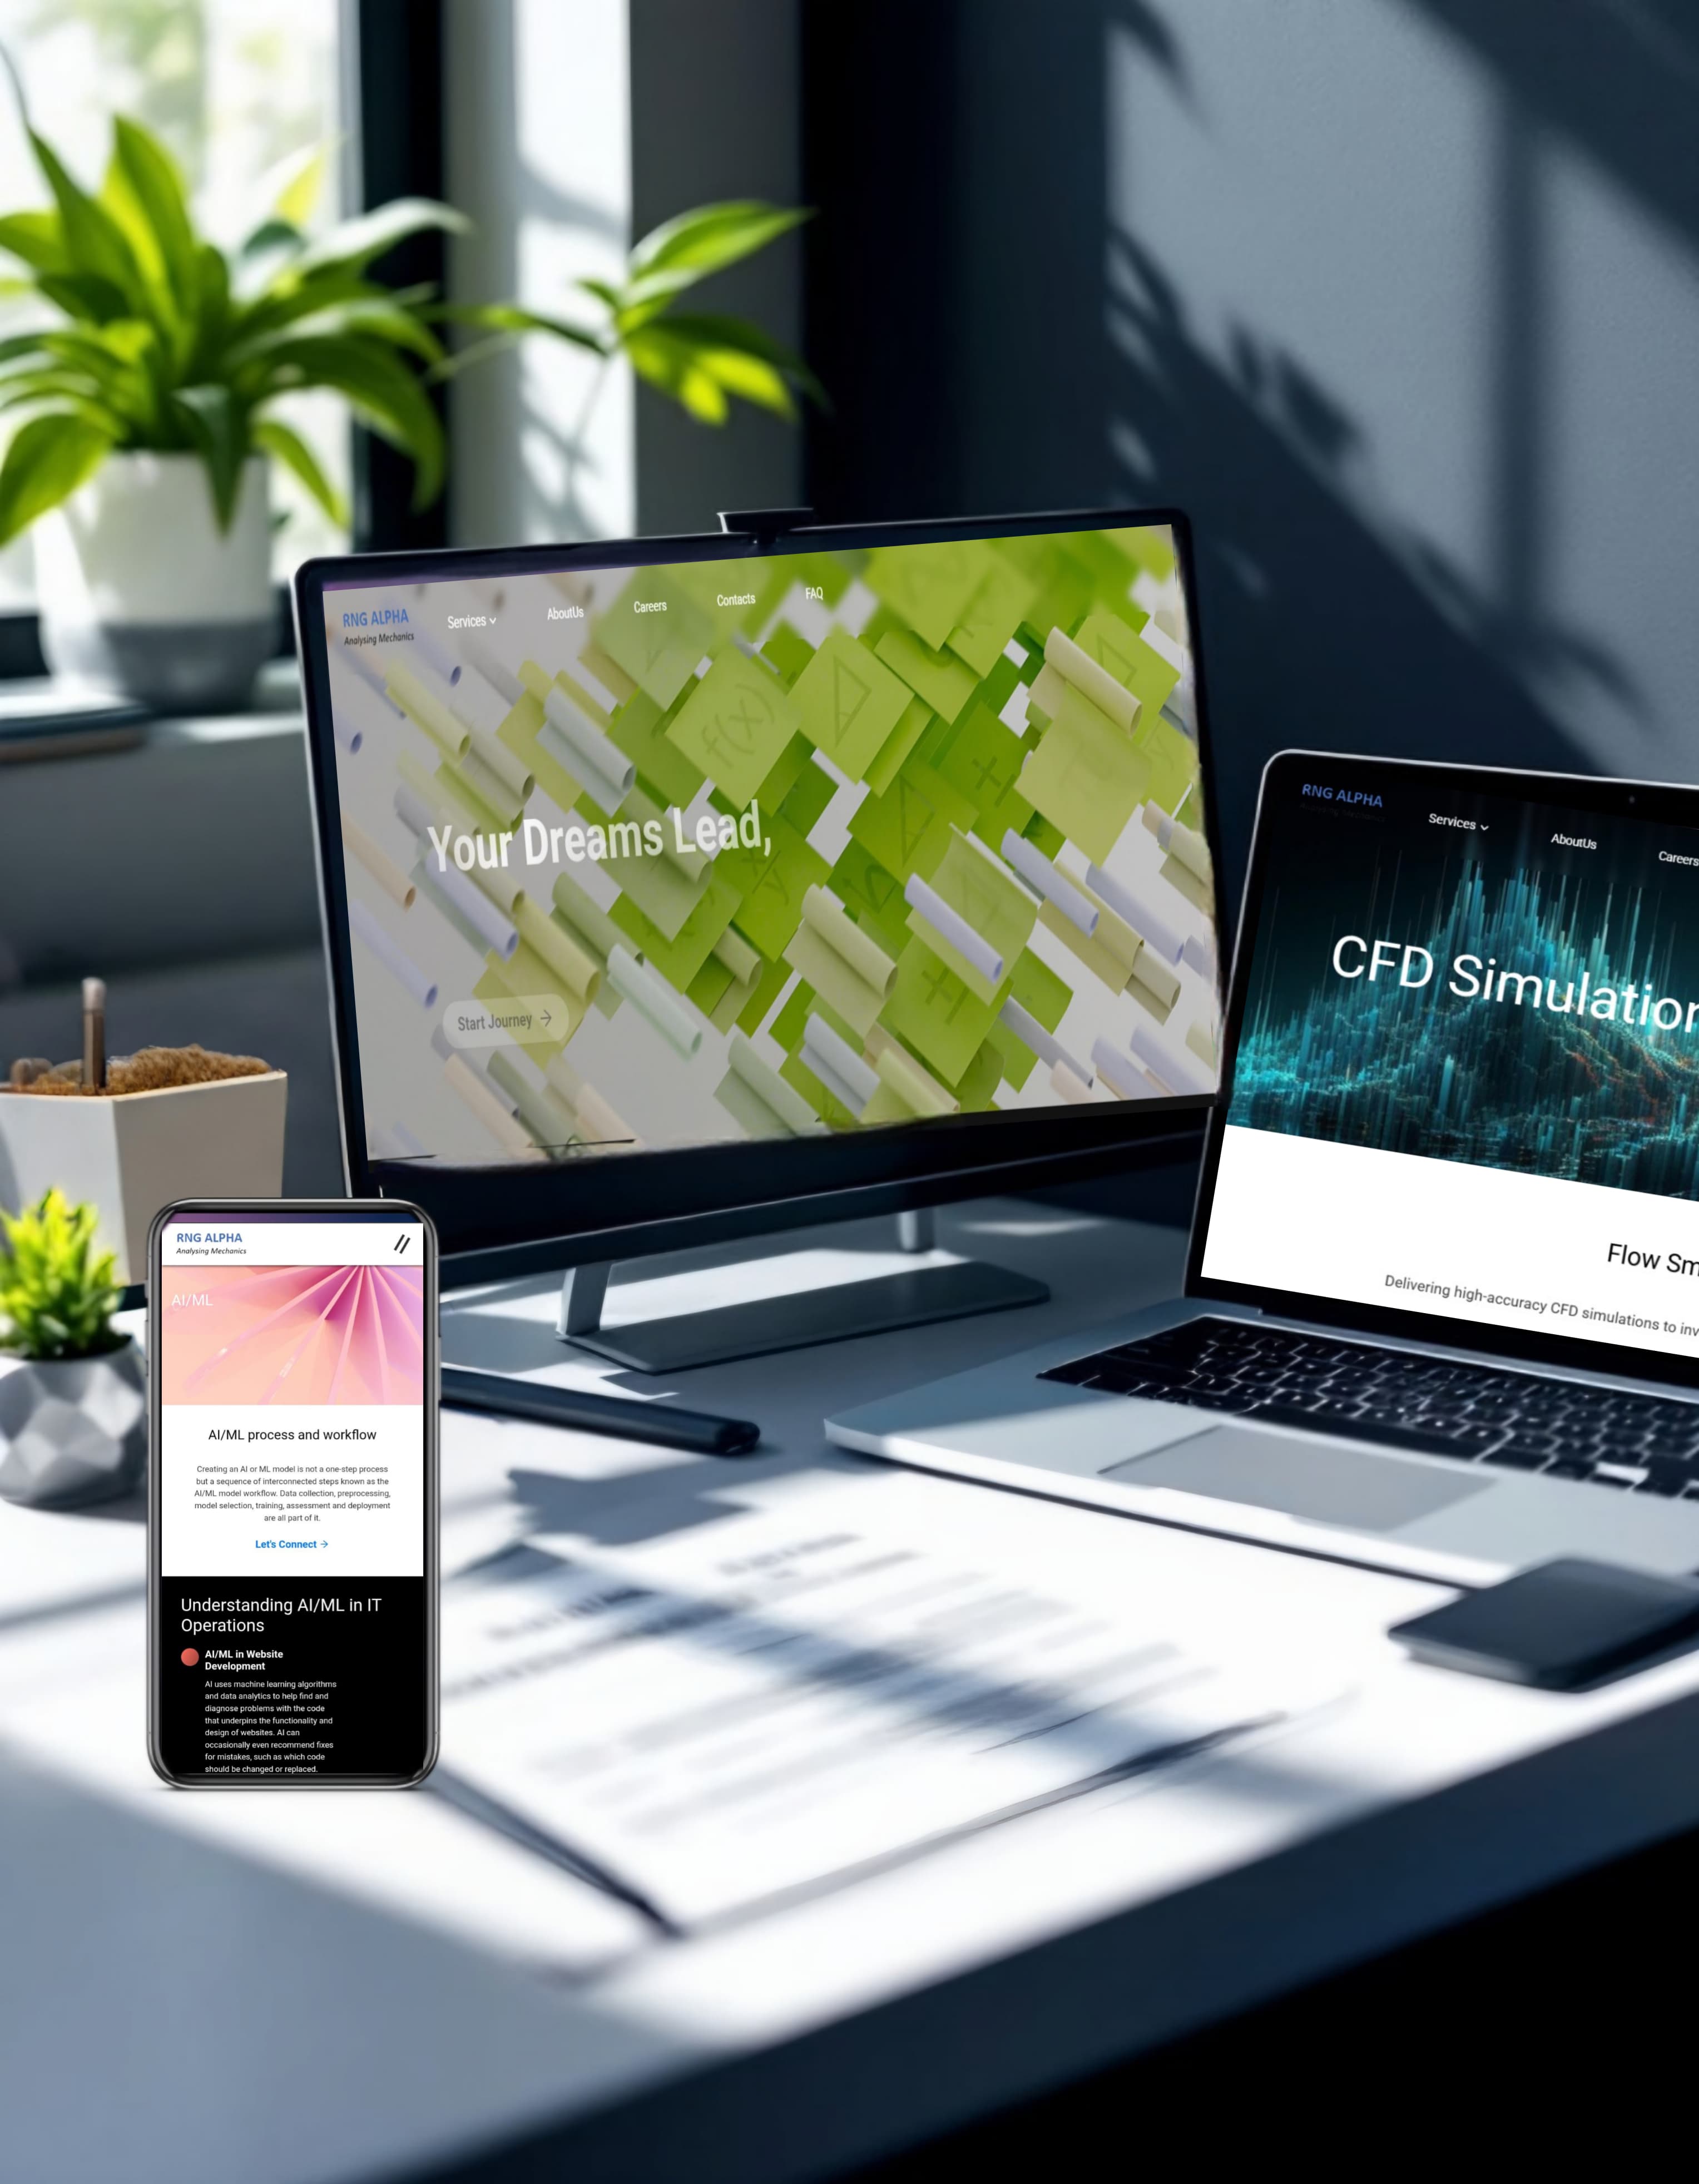 RNG ALPHA
Analysing Mechanics
Services
AboutUs
Careers
Contacts
FAQ
f(x)
Your Dreams Lead,
Start Journey →
RNG ALPHA
Services
AboutUs
Careers
CFD Simulation
Flow Sm
Delivering high-accuracy CFD simulations to inv
RNG ALPHA
Analysing Mechanics
AI/ML
AI/ML process and workflow
Creating an AI or ML model is not a one-step process
but a sequence of interconnected steps known as the
AI/ML model workflow. Data collection, preprocessing,
model selection, training, assessment and deployment
are all part of it.
Let's Connect →
Understanding AI/ML in IT
Operations
AI/ML in Website
Development
AI uses machine learning algorithms
and data analytics to help find and
diagnose problems with the code
that underpins the functionality and
design of websites. AI can
occasionally even recommend fixes
for mistakes, such as which code
should be changed or replaced.